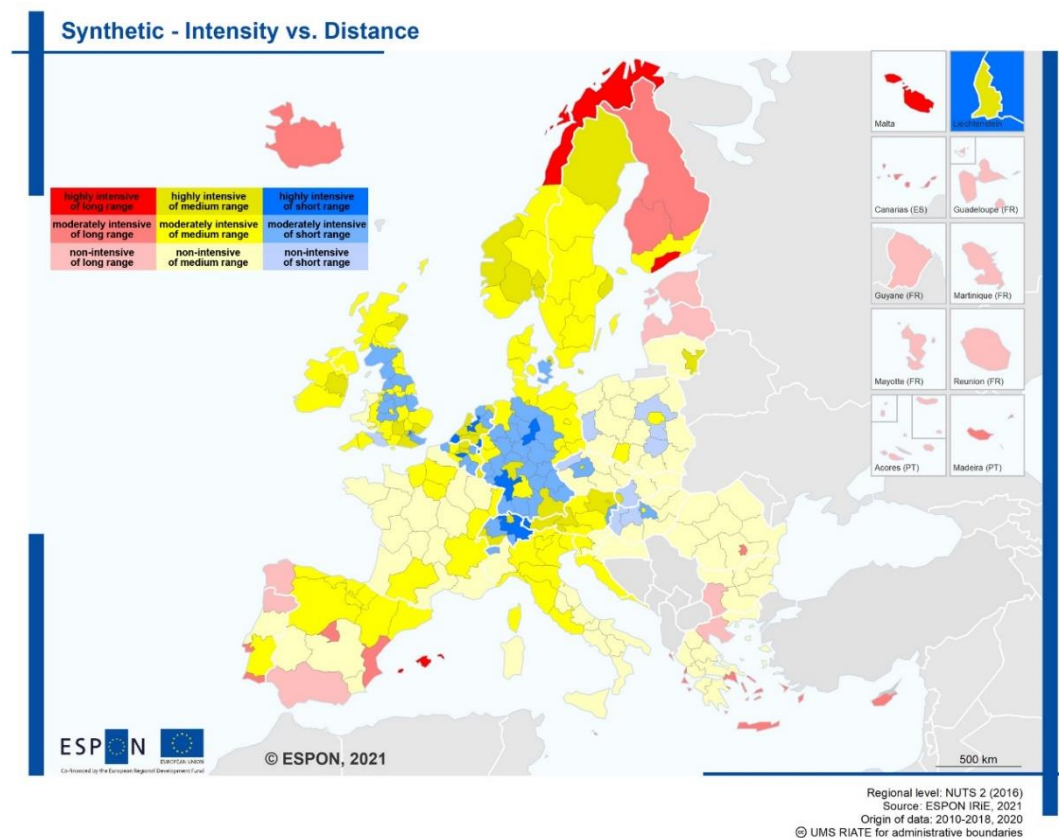 Synthetic - Intensity vs. Distance
highly intensive
of long range
highly intensive
of medium range
highly intensive
of short range
moderately intensive
of long range
moderately intensive
of medium range
moderately intensive
of short range
non-intensive
of long range
non-intensive
of medium range
non-intensive
of short range
Malta
Liechtenstein
Canarias (ES)
Guadeloupe (FR)
Guyane (FR)
Martinique (FR)
Mayotte (FR)
Reunion (FR)
Acores (PT)
Madeira (PT)
ESPON
EUROPEAN UNION
Co-financed by the European Regional Development Fund
© ESPON, 2021
500 km
Regional level: NUTS 2 (2016)
Source: ESPON IRiE, 2021
Origin of data: 2010-2018, 2020
© UMS RIATE for administrative boundaries